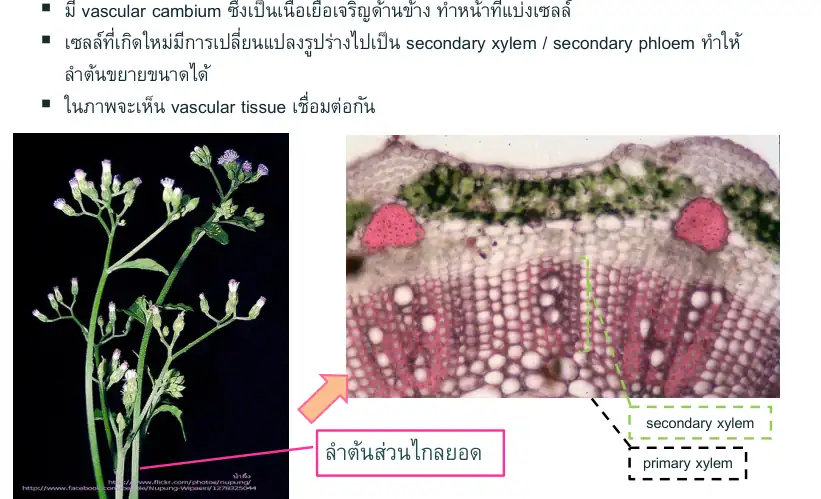 ▪ มี vascular cambium ซึ่งเป็นเนื้อเยื่อเจริญด้านข้าง ทำหน้าที่แบ่งเซลล์
▪ เซลล์ที่เกิดใหม่มีการเปลี่ยนแปลงรูปร่างไปเป็น secondary xylem / secondary phloem ทำให้
ลำต้นขยายขนาดได้
▪ ในภาพจะเห็น vascular tissue เชื่อมต่อกัน
secondary xylem
ลำต้นส่วนไกลยอด
primary xylem